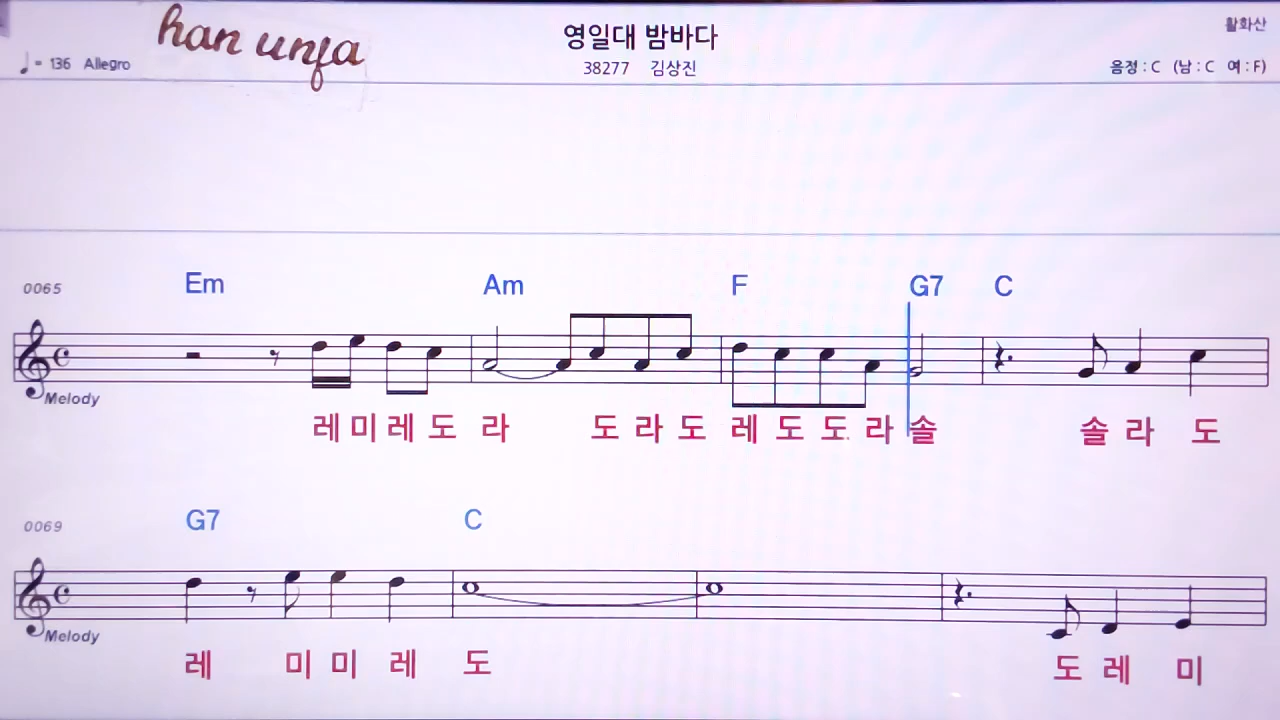 han unja
영일대 밤바다
활화산
♩= 136 Allegro
38277 김상진
음정 : C (남 : C 여 : F)
0065 Em Am F G7 C
Melody
레 미 레 도 라 도 라 도 레 도 도 라 솔 솔 라 도
0069 G7 C
Melody
레 미 미 레 도 도 레 미